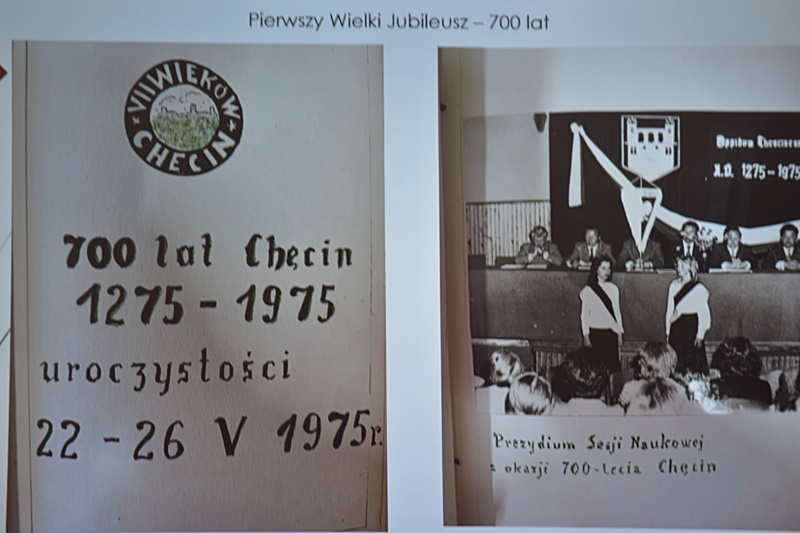 Pierwszy Wielki Jubileusz – 700 lat
VII WIEKÓW
CHĘCIN
700 lat Chęcin
1275 - 1975
uroczystości
22 - 26 V 1975r.
Oppidum
A.D. 1275-1975
Prezydium Sesji Naukowej
z okazji 700-lecia Chęcin